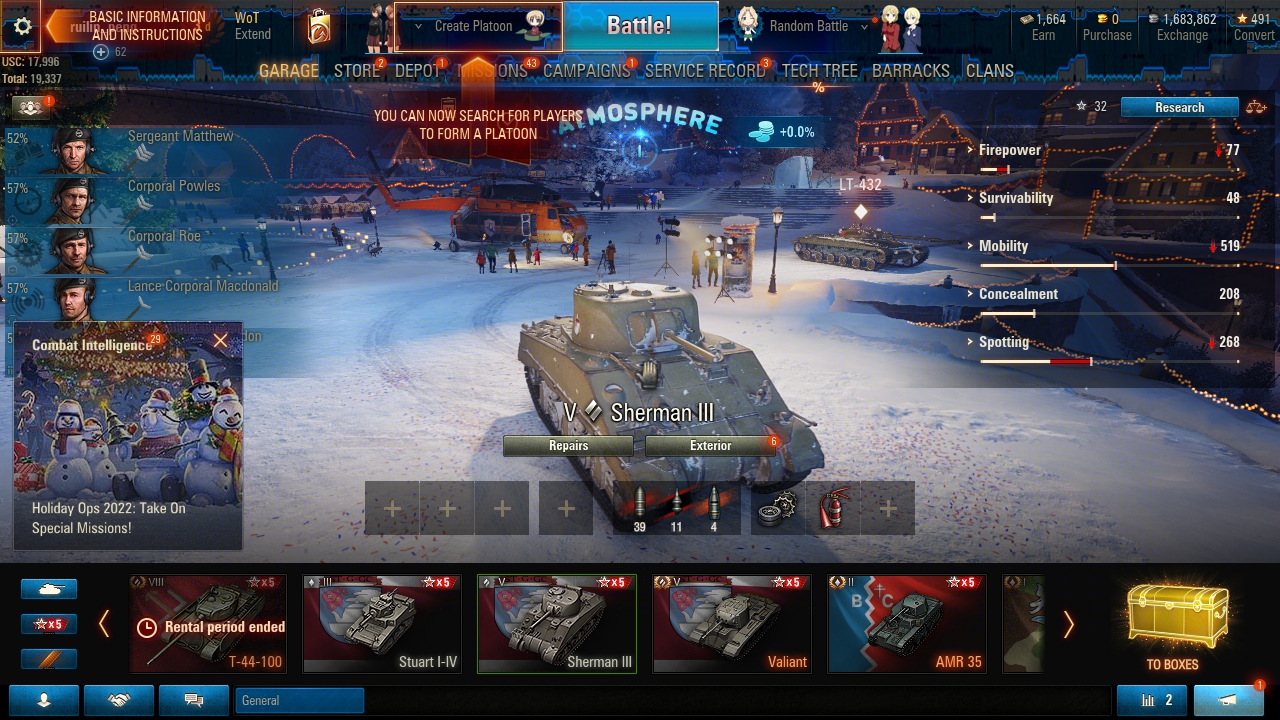 BASIC INFORMATION
AND INSTRUCTIONS
62
WoT
Extend
Create Platoon
Battle!
Random Battle
1,664
Earn
0
Purchase
1,683,862
Exchange
491
Convert
USC: 17,996
Total: 19,337
GARAGE
STORE 2
DEPOT 1
MISSIONS 43
CAMPAIGNS 1
SERVICE RECORD 3
TECH TREE
%
BARRACKS
CLANS
YOU CAN NOW SEARCH FOR PLAYERS
TO FORM A PLATOON
ATMOSPHERE
+0.0%
32
Research
52%
Sergeant Matthew
57%
Corporal Powles
57%
Corporal Roe
57%
Lance Corporal Macdonald
LT-432
Firepower 77
Survivability 48
Mobility 519
Concealment 208
Spotting 268
Combat Intelligence 29
Holiday Ops 2022: Take On
Special Missions!
V Sherman III
Repairs
Exterior 6
39
11
4
x5
VIII x5
Rental period ended
T-44-100
III x5
Stuart I-IV
V x5
Sherman III
V x5
Valiant
II x5
AMR 35
I
TO BOXES
General
2
1